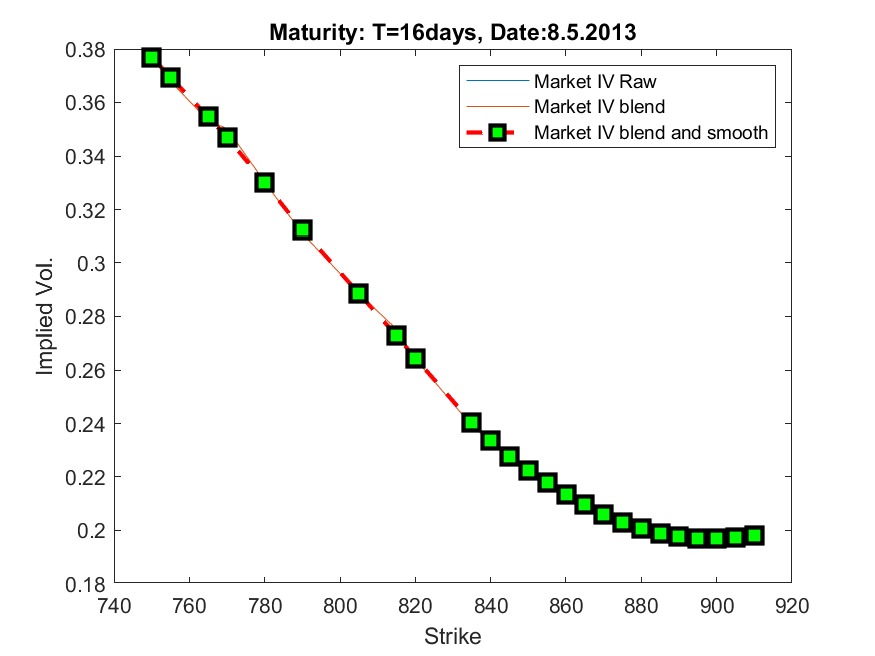 Maturity: T=16days, Date:8.5.2013
Market IV Raw
Market IV blend
Market IV blend and smooth
Implied Vol.
0.38
0.36
0.34
0.32
0.3
0.28
0.26
0.24
0.22
0.2
0.18
740 760 780 800 820 840 860 880 900 920
Strike